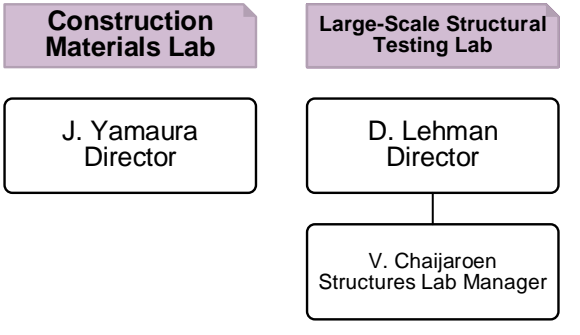 Construction
Materials Lab
J. Yamaura
Director
Large-Scale Structural
Testing Lab
D. Lehman
Director
V. Chaijaroen
Structures Lab Manager